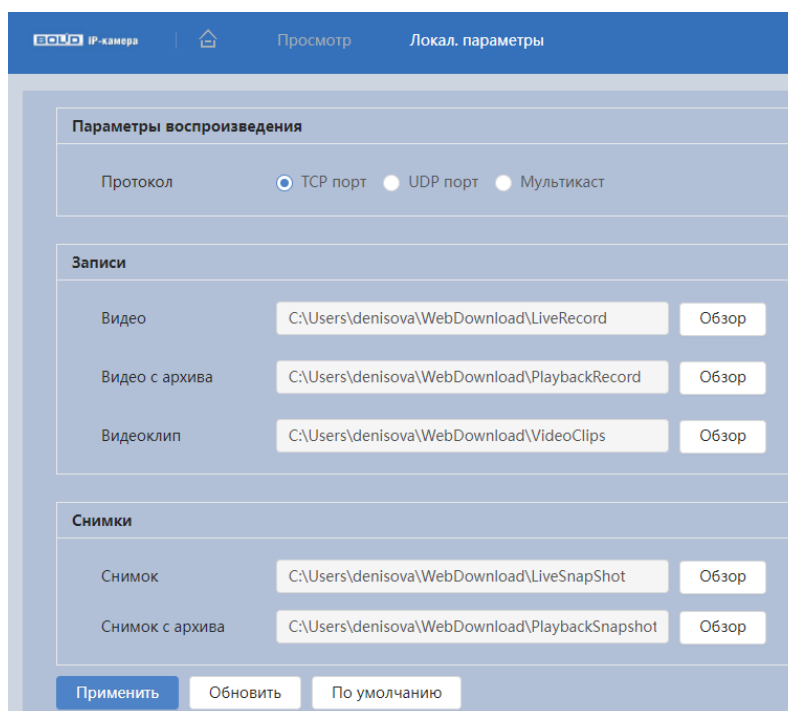 BOLID IP-камера Просмотр Локал. параметры
Параметры воспроизведения
Протокол TCP порт UDP порт Мультикаст
Записи
Видео C:\Users\denisova\WebDownload\LiveRecord Обзор
Видео с архива C:\Users\denisova\WebDownload\PlaybackRecord Обзор
Видеоклип C:\Users\denisova\WebDownload\VideoClips Обзор
Снимки
Снимок C:\Users\denisova\WebDownload\LiveSnapShot Обзор
Снимок с архива C:\Users\denisova\WebDownload\PlaybackSnapshot Обзор
Применить Обновить По умолчанию